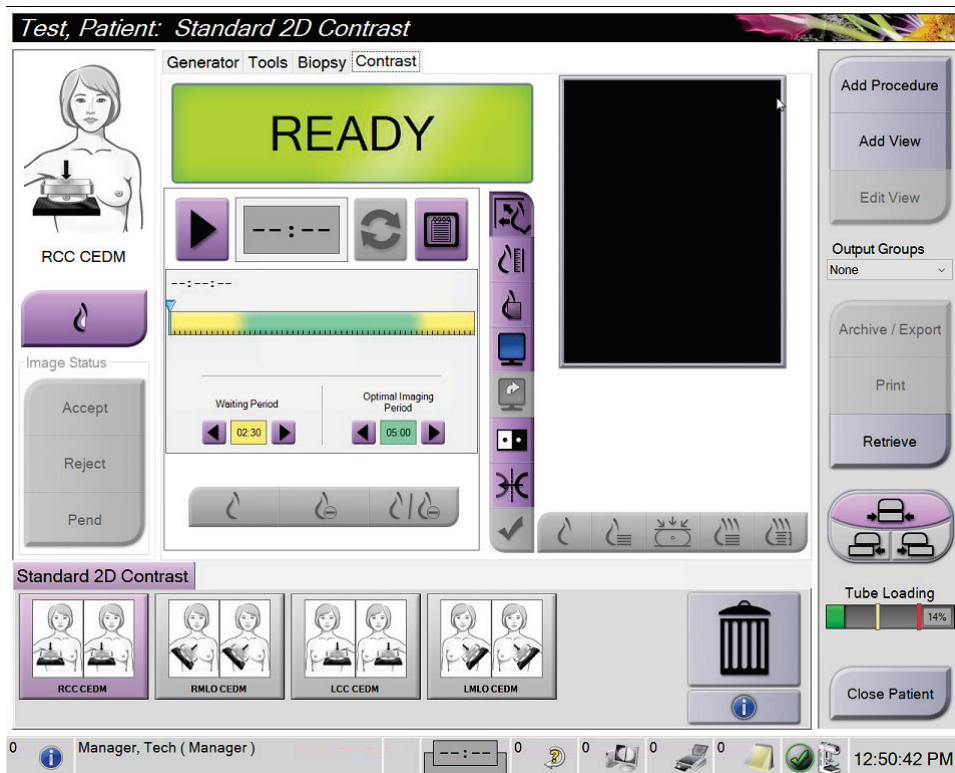 Test, Patient: Standard 2D Contrast
Generator Tools Biopsy Contrast
READY
RCC CEDM
--:--
--:--:--
Waiting Period
Optimal Imaging
Period
02:30
05:00
Image Status
Accept
Reject
Pend
Add Procedure
Add View
Edit View
Output Groups
None
Archive / Export
Print
Retrieve
Tube Loading
14%
Close Patient
Standard 2D Contrast
RCC CEDM
RMLO CEDM
LCC CEDM
LMLO CEDM
0 Manager, Tech ( Manager ) --:-- 0 0 0 0 12:50:42 PM